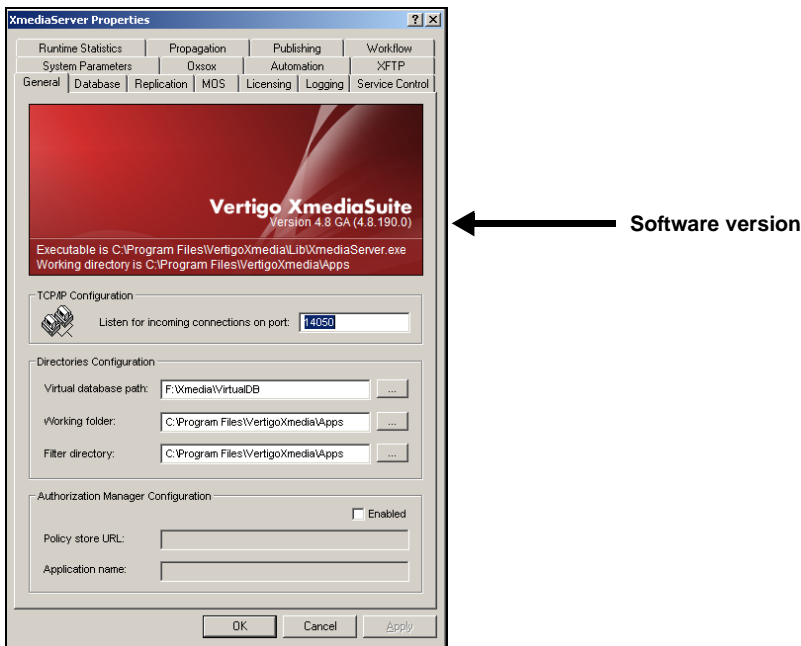 XmediaServer Properties
Runtime Statistics Propagation Publishing Workflow
System Parameters Oxsox Automation XFTP
General Database Replication MOS Licensing Logging Service Control
Vertigo XmediaSuite
Version 4.8 GA (4.8.190.0)
Executable is C:\Program Files\VertigoXmedia\Lib\XmediaServer.exe
Working directory is C:\Program Files\VertigoXmedia\Apps
Software version
TCP/IP Configuration
Listen for incoming connections on port: 14050
Directories Configuration
Virtual database path: F:\Xmedia\VirtualDB ...
Working folder: C:\Program Files\VertigoXmedia\Apps ...
Filter directory: C:\Program Files\VertigoXmedia\Apps ...
Authorization Manager Configuration
Enabled
Policy store URL:
Application name:
OK Cancel Apply